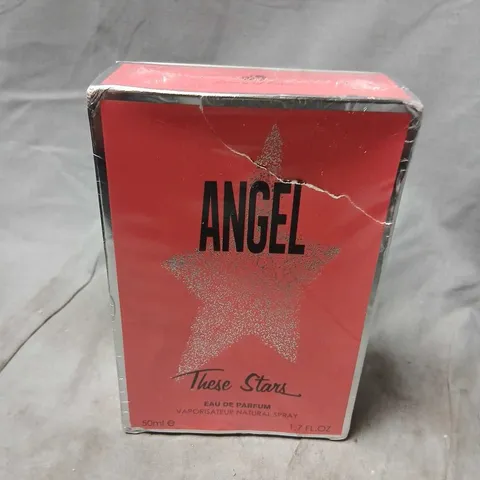 ANGEL
These Stars
EAU DE PARFUM
VAPORISATEUR NATURAL SPRAY
50ml e 1.7 FL.OZ